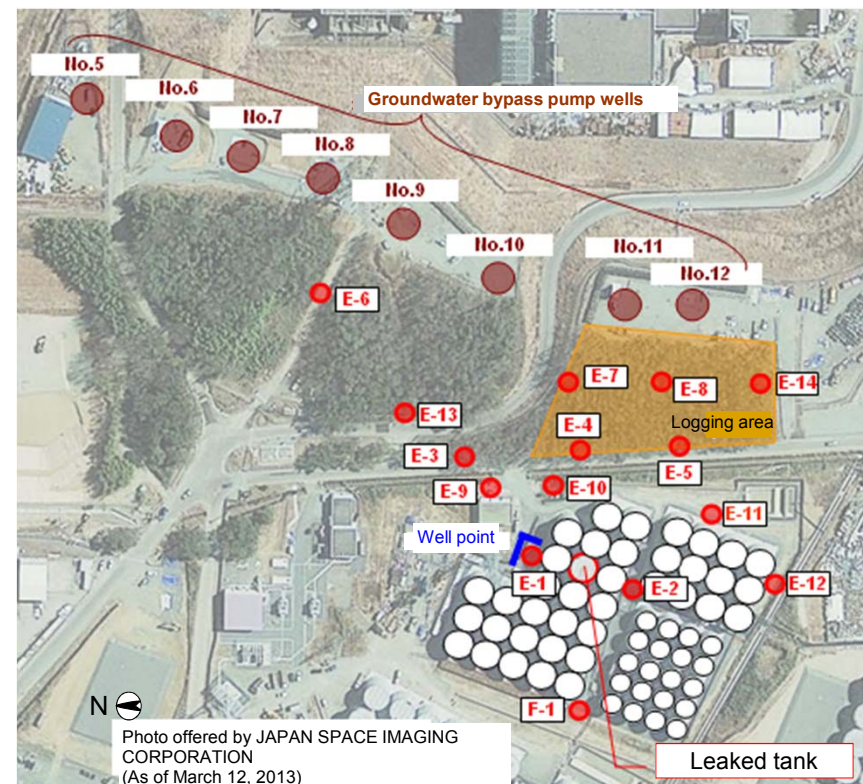 No.5
No.6
No.7
Groundwater bypass pump wells
No.8
No.9
No.10
No.11
No.12
E-6
E-7
E-8
E-14
E-13
Logging area
E-4
E-3
E-5
E-9
E-10
E-11
Well point
E-1
E-2
E-12
F-1
N
Photo offered by JAPAN SPACE IMAGING
CORPORATION
(As of March 12, 2013)
Leaked tank